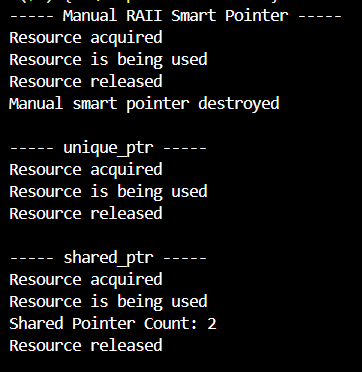 ----- Manual RAII Smart Pointer -----
Resource acquired
Resource is being used
Resource released
Manual smart pointer destroyed

----- unique_ptr -----
Resource acquired
Resource is being used
Resource released

----- shared_ptr -----
Resource acquired
Resource is being used
Shared Pointer Count: 2
Resource released